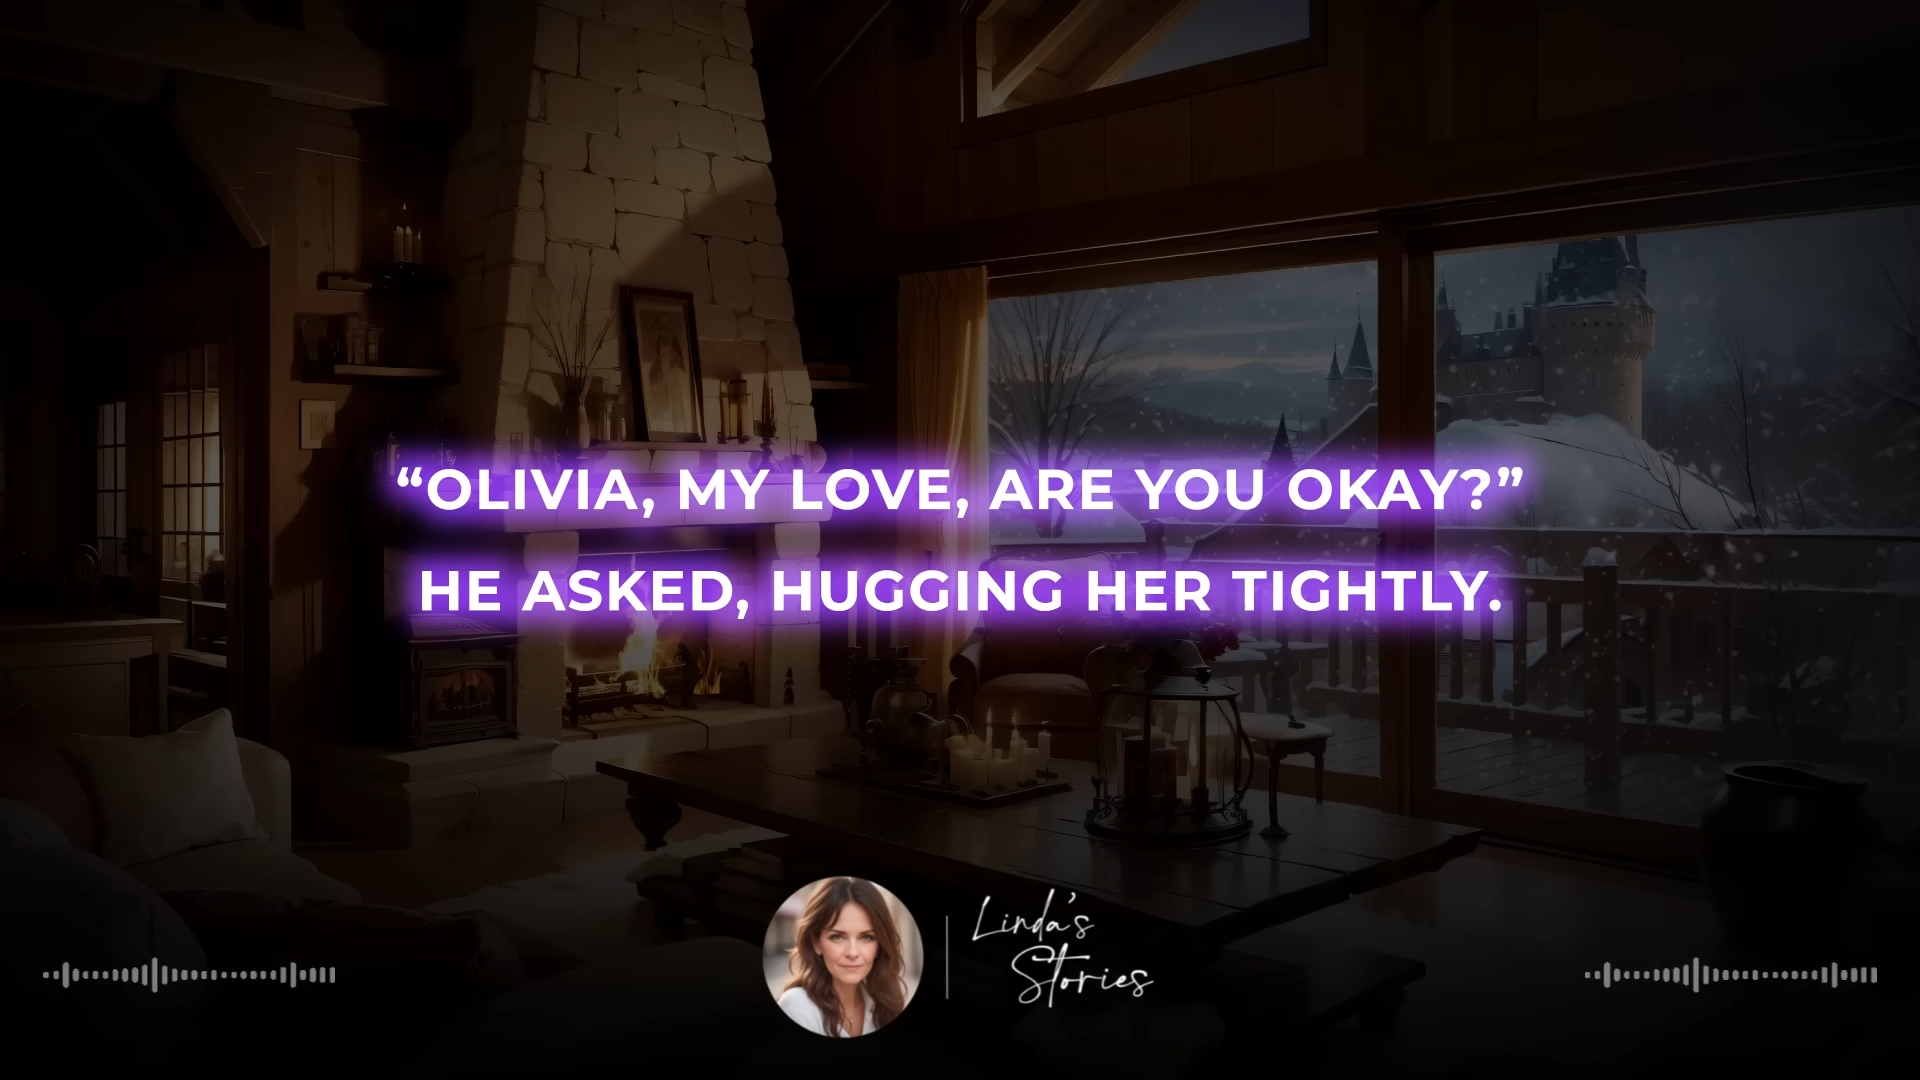 “OLIVIA, MY LOVE, ARE YOU OKAY?”
HE ASKED, HUGGING HER TIGHTLY.
Linda's
Stories